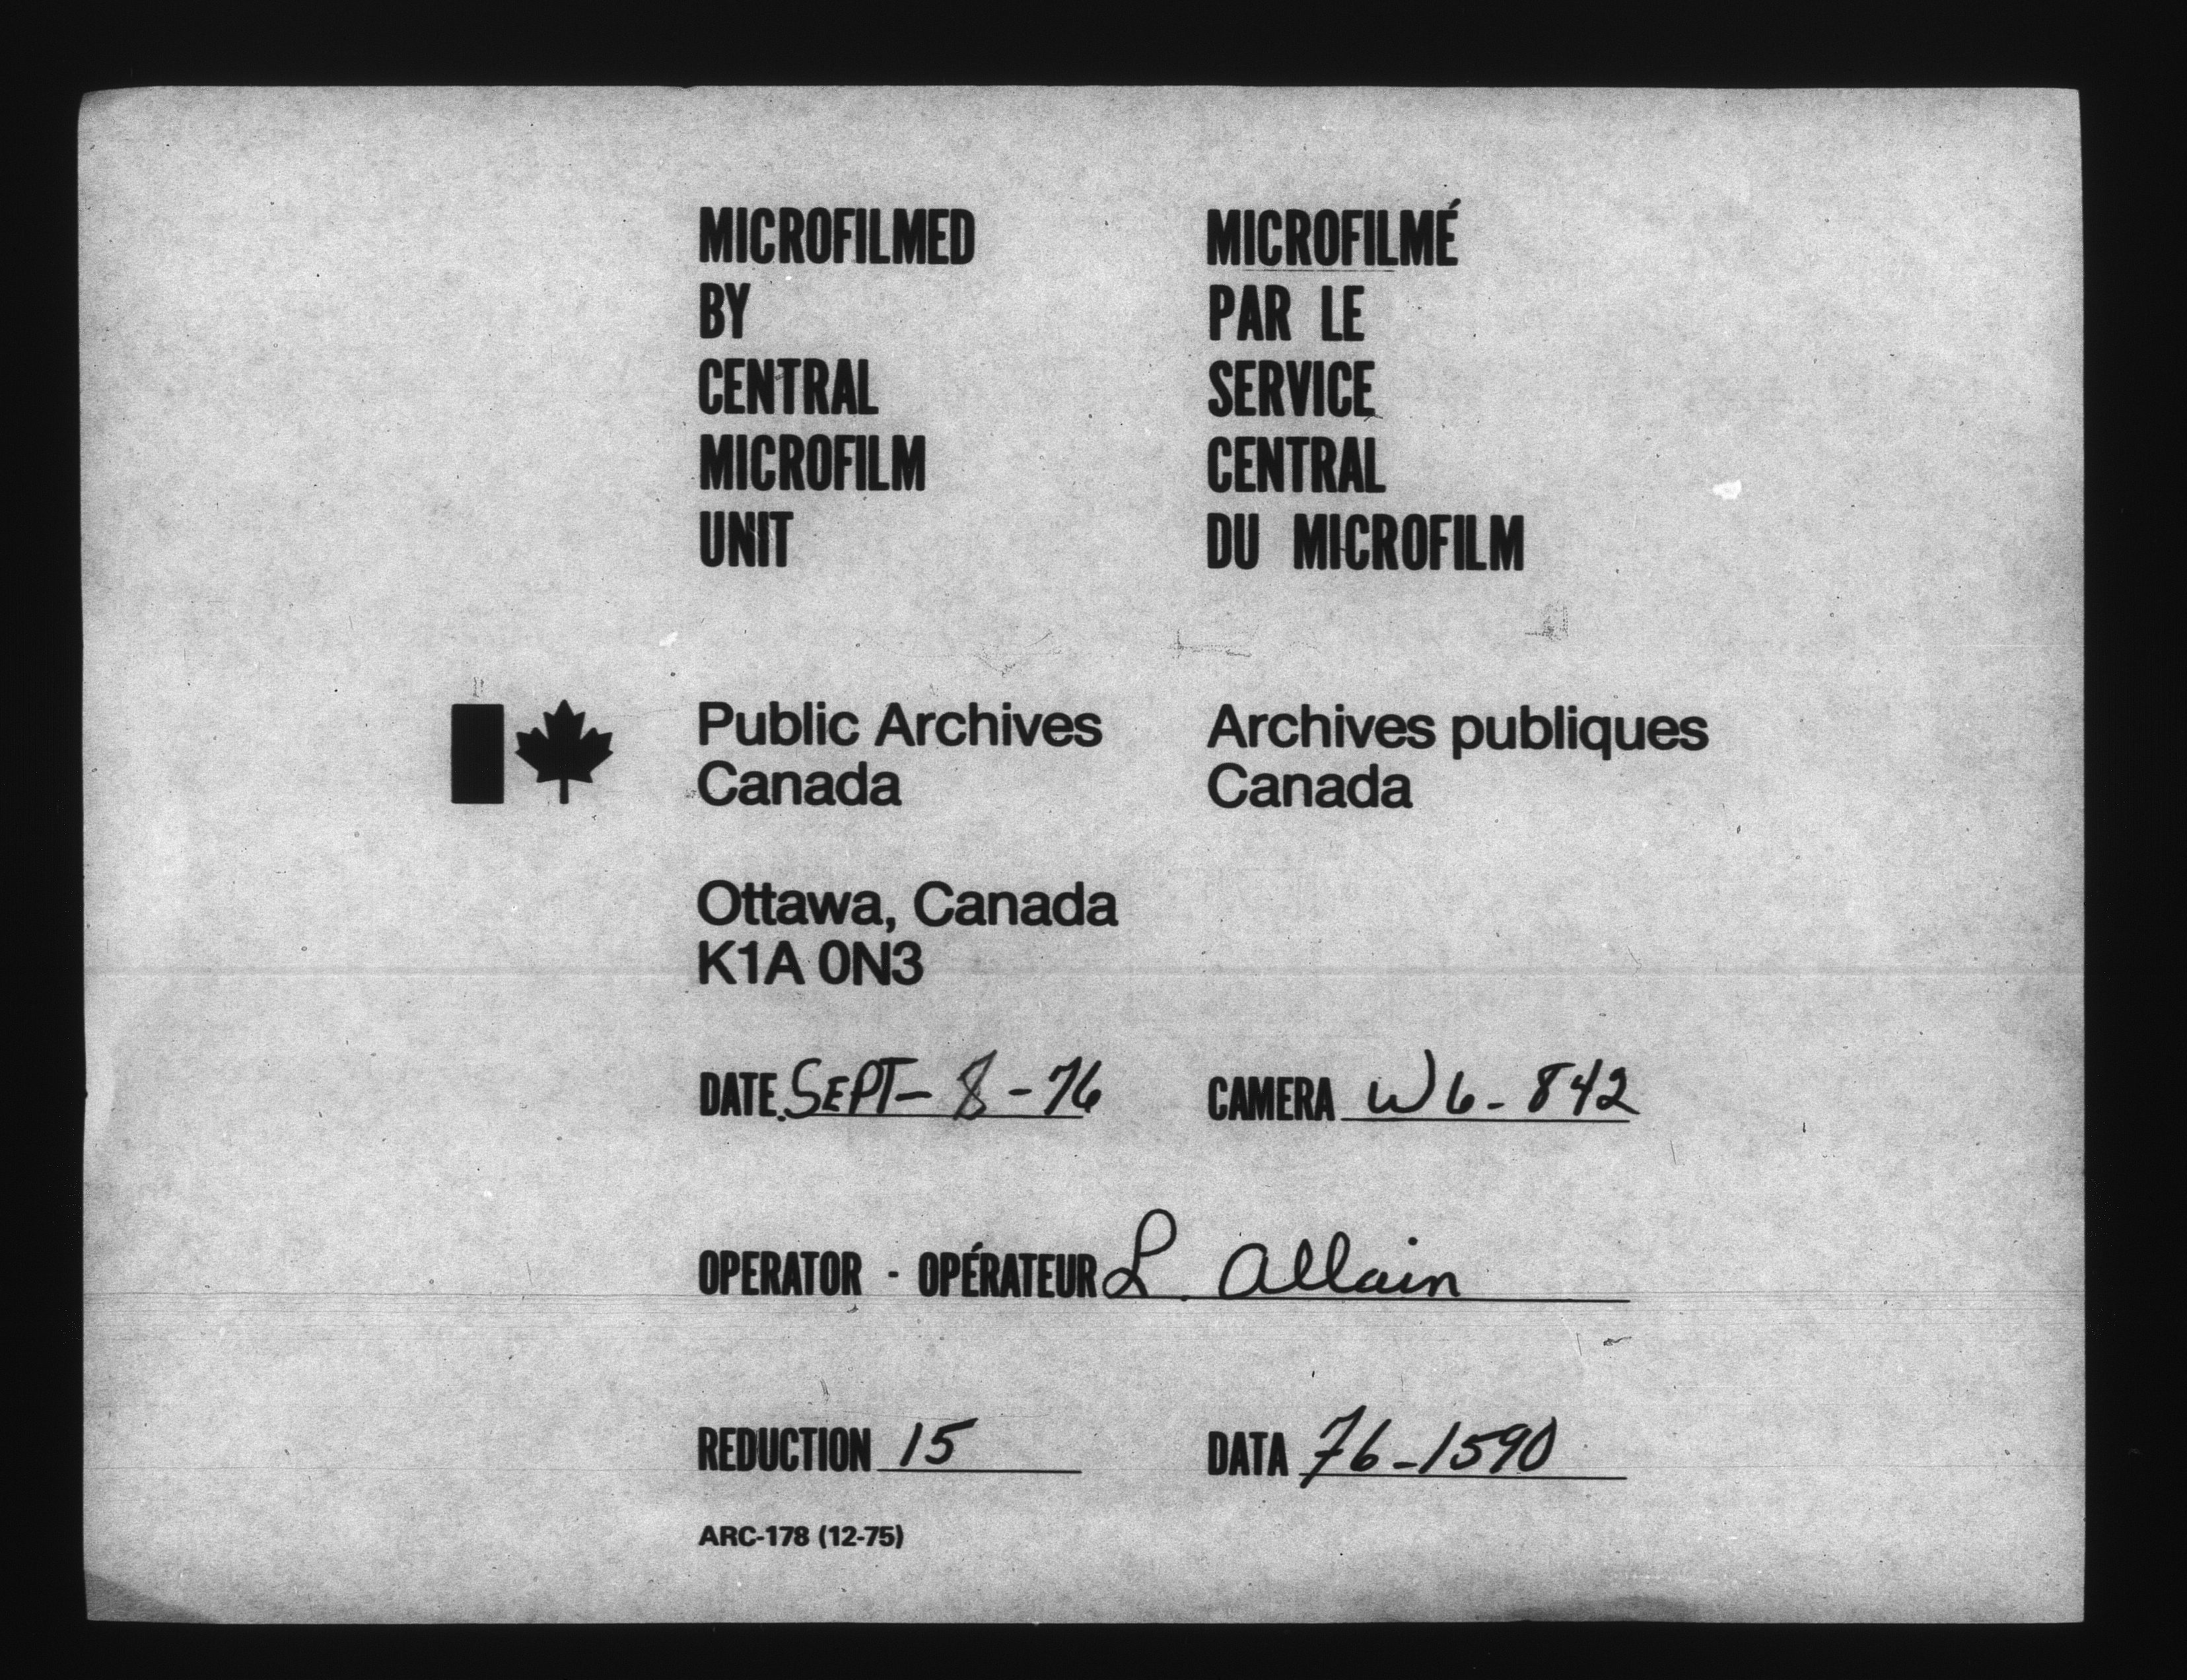 MICROFILMED
BY
CENTRAL
MICROFILM
UNIT
MICROFILMÉ
PAR LE
SERVICE
CENTRAL
DU MICROFILM
Public Archives
Canada
Archives publiques
Canada
Ottawa, Canada
K1A 0N3
DATE SEPT- 8 - 76
CAMERA W6 - 842
OPERATOR - OPÉRATEUR L. Allain
REDUCTION 15
DATA 76-1590
ARC-178 (12-75)